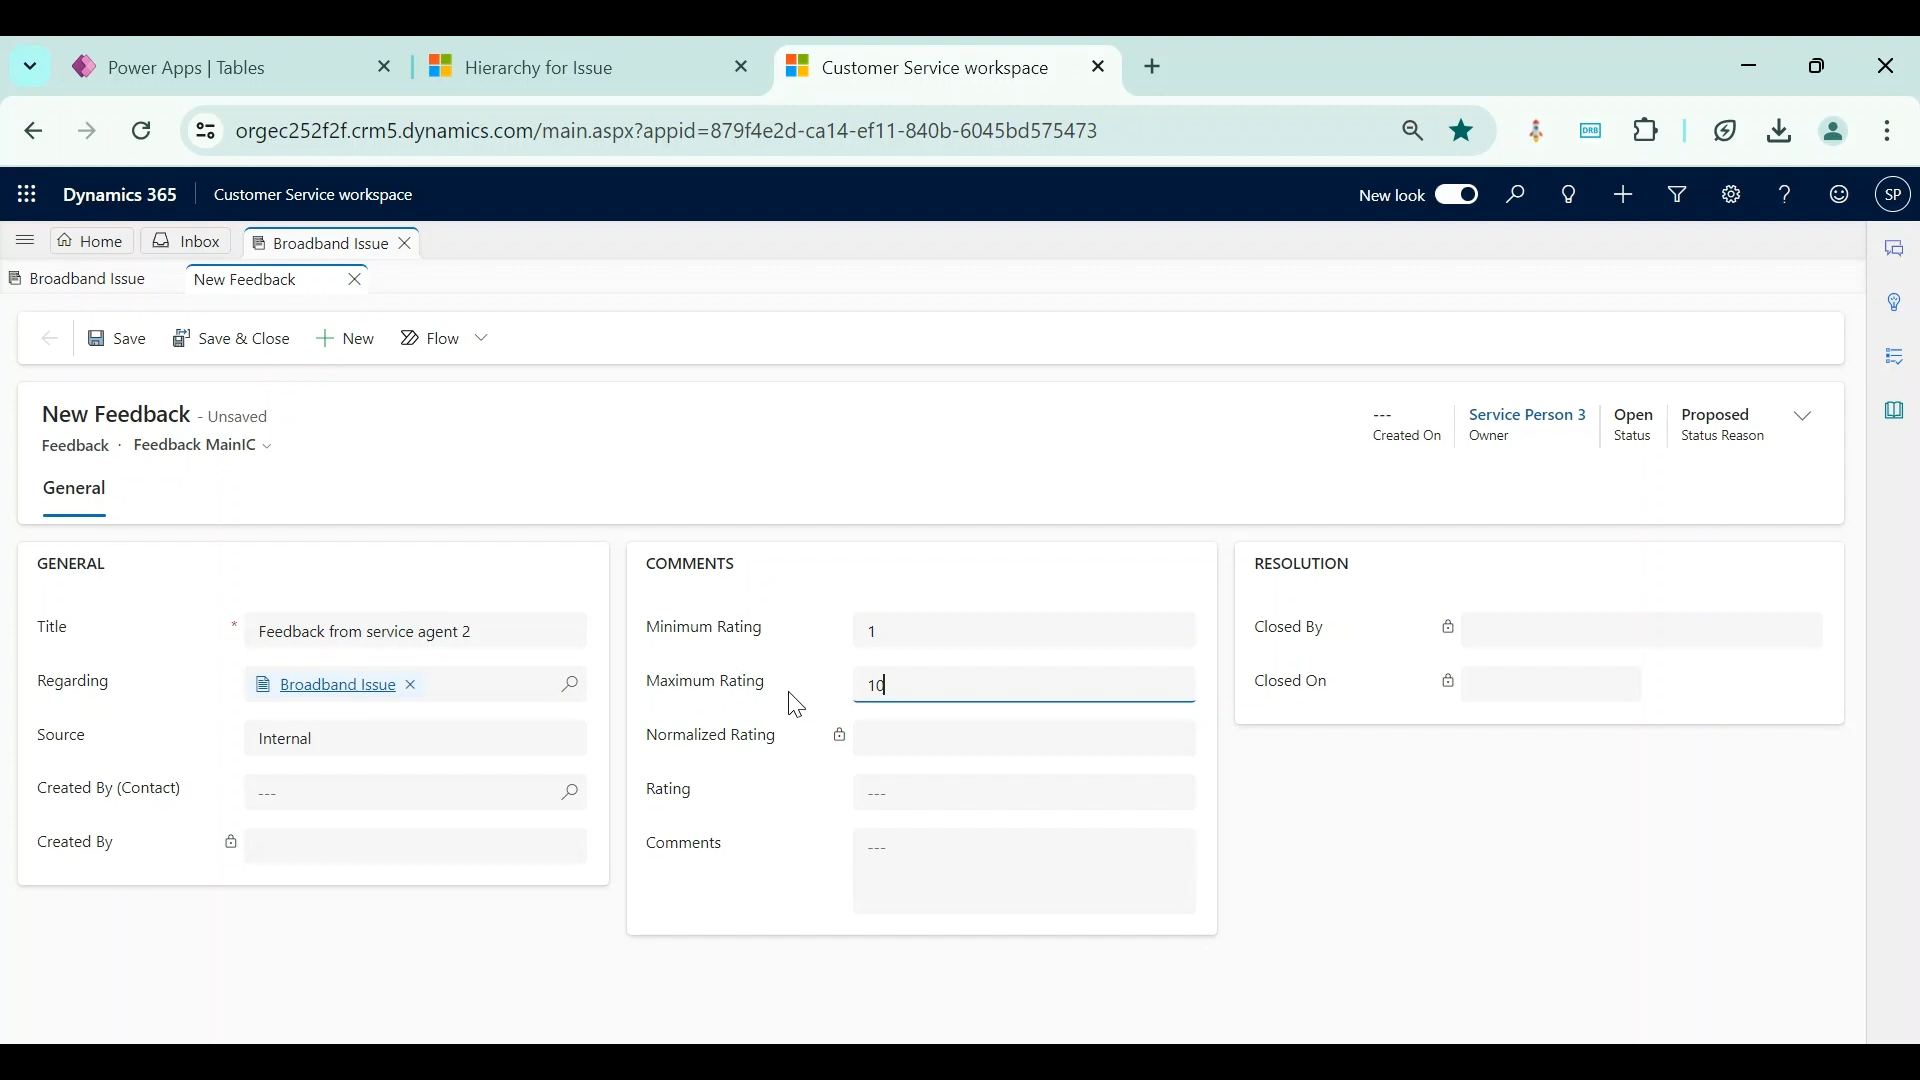 Power Apps | Tables
Hierarchy for Issue
Customer Service workspace
orgec252f2f.crm5.dynamics.com/main.aspx?appid=879f4e2d-ca14-ef11-840b-6045bd575473
DRB
Dynamics 365
Customer Service workspace
New look
SP
Home
Inbox
Broadband Issue
Broadband Issue
New Feedback
Save
Save & Close
New
Flow
New Feedback - Unsaved
Feedback · Feedback MainIC
---
Created On
Service Person 3
Owner
Open
Status
Proposed
Status Reason
General
GENERAL
Title * Feedback from service agent 2
Regarding Broadband Issue
Source Internal
Created By (Contact) ---
Created By
COMMENTS
Minimum Rating 1
Maximum Rating 10
Normalized Rating
Rating ---
Comments ---
RESOLUTION
Closed By
Closed On